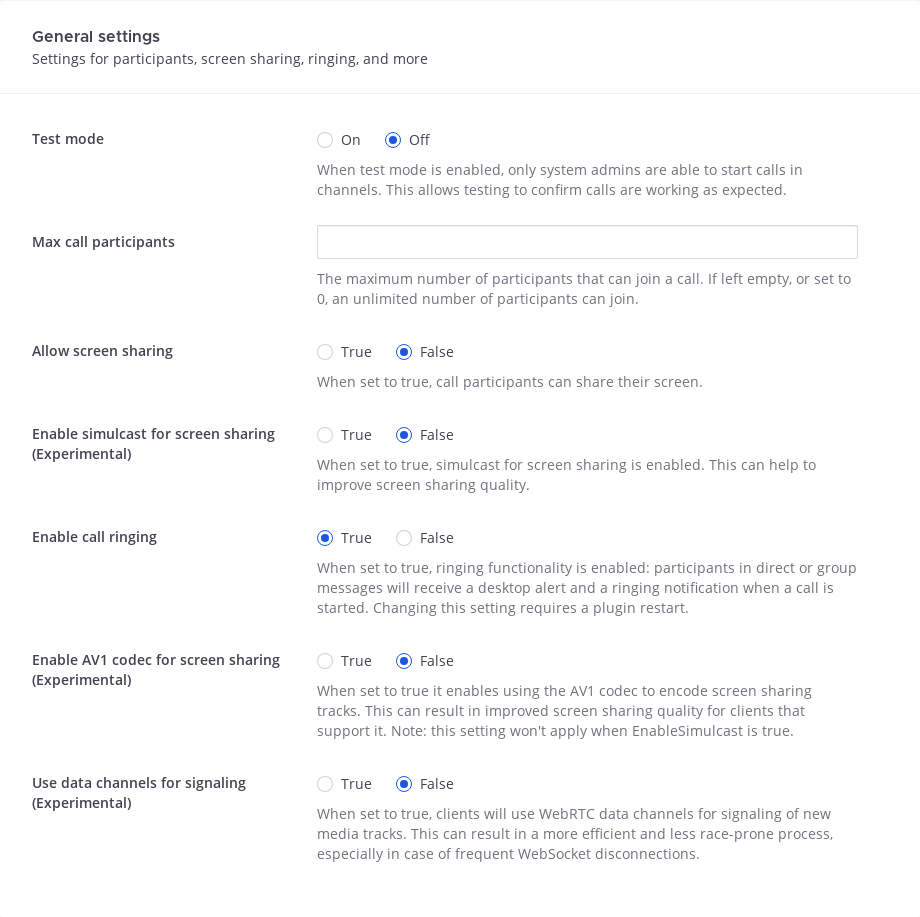 General settings
Settings for participants, screen sharing, ringing, and more
Test mode
On Off
When test mode is enabled, only system admins are able to start calls in
channels. This allows testing to confirm calls are working as expected.
Max call participants
The maximum number of participants that can join a call. If left empty, or set to
0, an unlimited number of participants can join.
Allow screen sharing
True False
When set to true, call participants can share their screen.
Enable simulcast for screen sharing
(Experimental)
True False
When set to true, simulcast for screen sharing is enabled. This can help to
improve screen sharing quality.
Enable call ringing
True False
When set to true, ringing functionality is enabled: participants in direct or group
messages will receive a desktop alert and a ringing notification when a call is
started. Changing this setting requires a plugin restart.
Enable AV1 codec for screen sharing
(Experimental)
True False
When set to true it enables using the AV1 codec to encode screen sharing
tracks. This can result in improved screen sharing quality for clients that
support it. Note: this setting won't apply when EnableSimulcast is true.
Use data channels for signaling
(Experimental)
True False
When set to true, clients will use WebRTC data channels for signaling of new
media tracks. This can result in a more efficient and less race-prone process,
especially in case of frequent WebSocket disconnections.